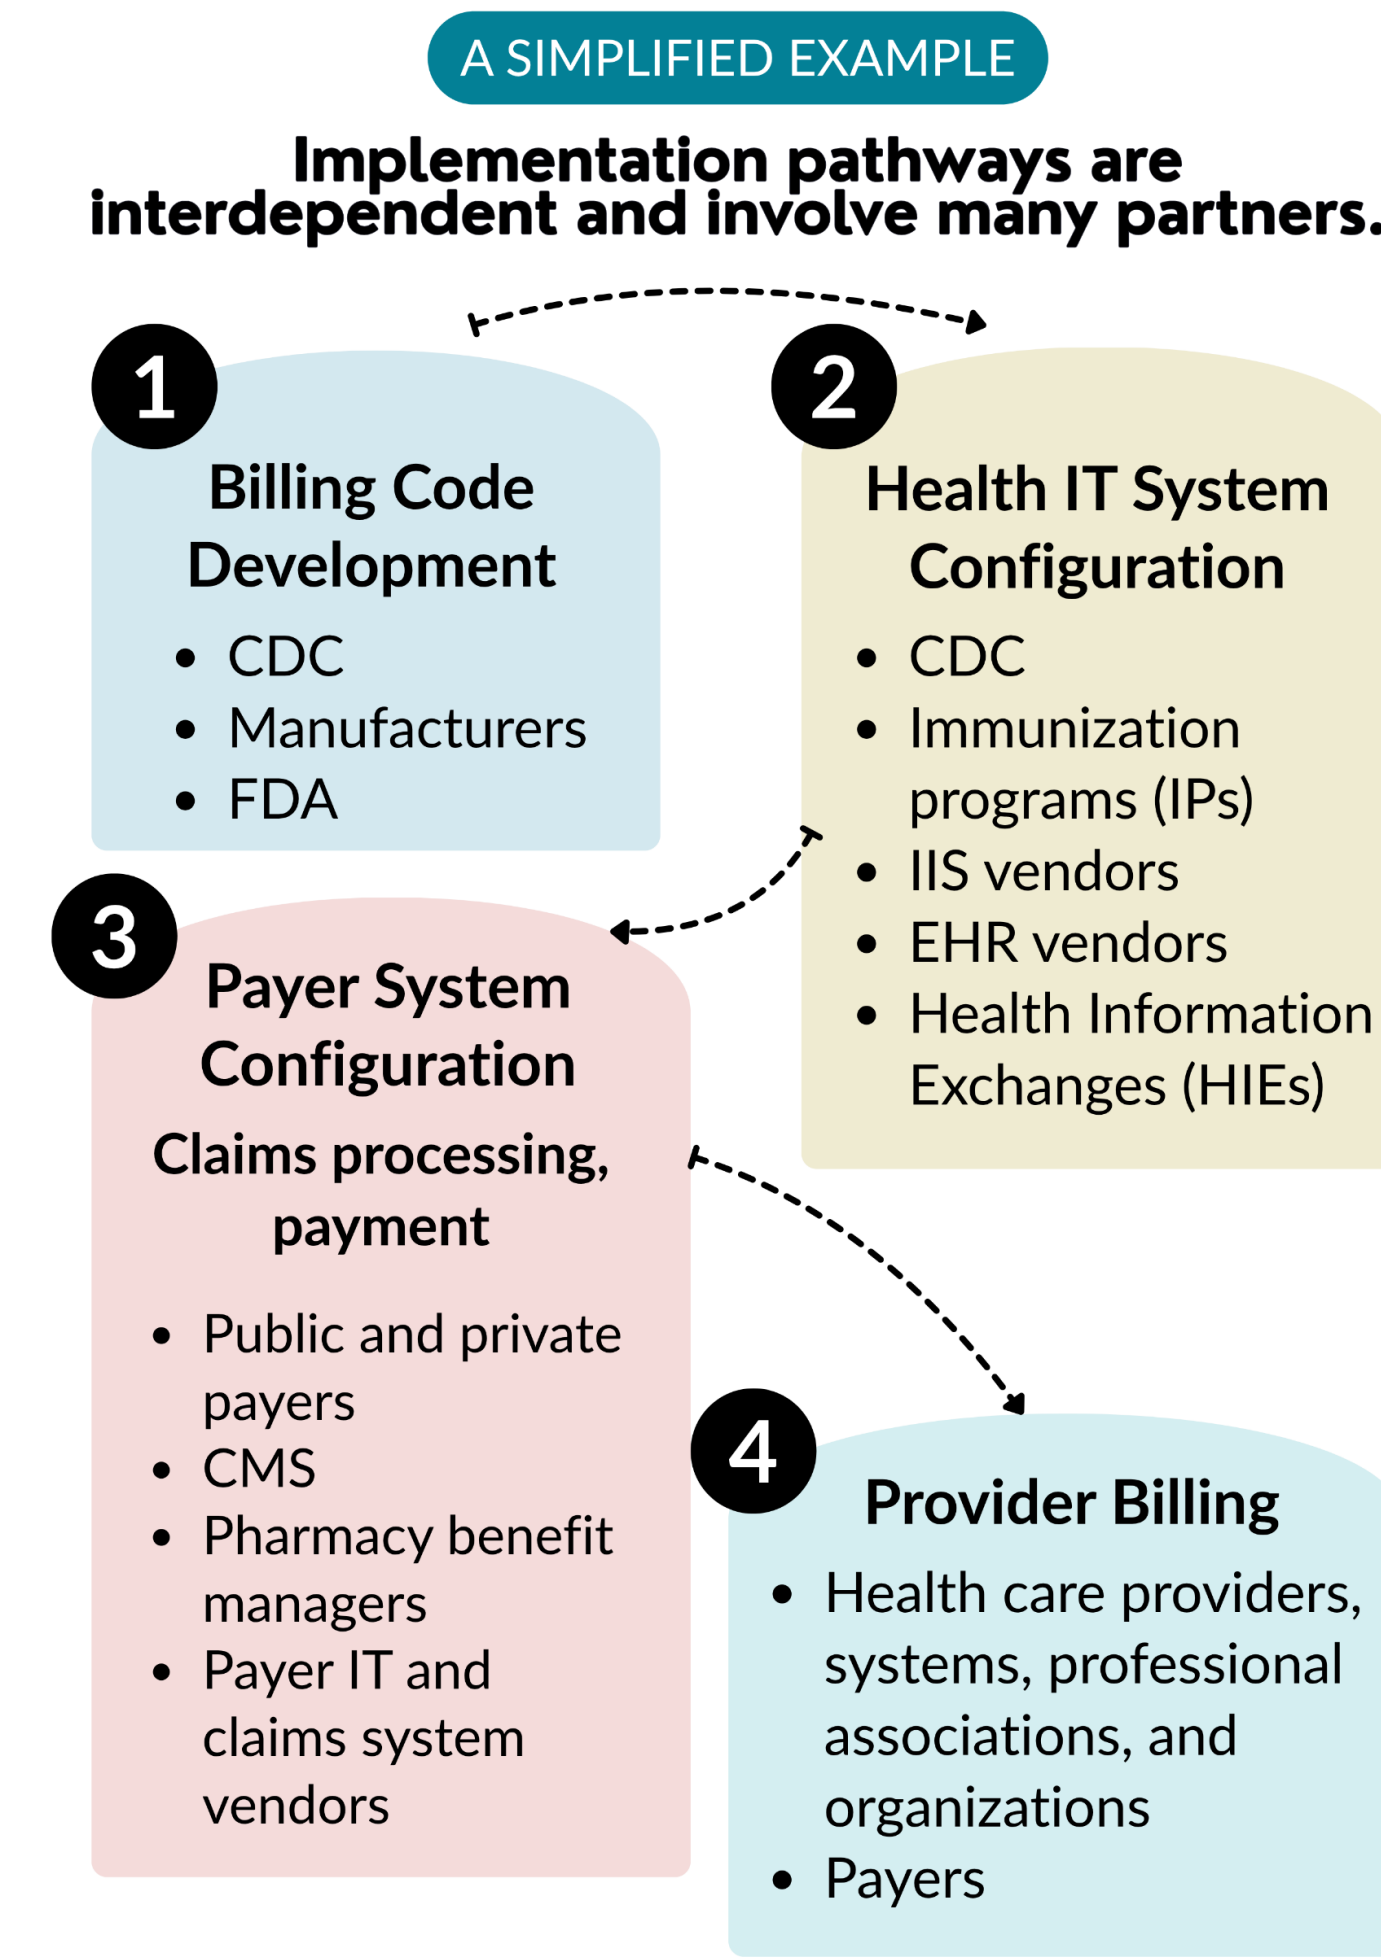 A SIMPLIFIED EXAMPLE
Implementation pathways are
interdependent and involve many partners.
1
Billing Code
Development
• CDC
• Manufacturers
• FDA
2
Health IT System
Configuration
• CDC
• Immunization
programs (IPs)
• IIS vendors
• EHR vendors
• Health Information
Exchanges (HIEs)
3
Payer System
Configuration
Claims processing,
payment
• Public and private
payers
• CMS
• Pharmacy benefit
managers
• Payer IT and
claims system
vendors
4
Provider Billing
• Health care providers,
systems, professional
associations, and
organizations
• Payers